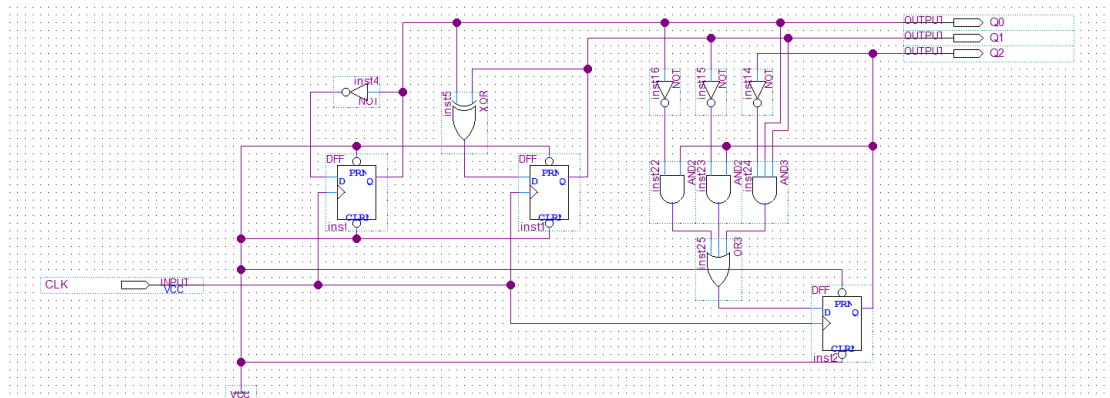 OUTPUT Q0
OUTPUT Q1
OUTPUT Q2
inst4
NOT
inst5
XOR
inst16
NOT
inst15
NOT
inst14
NOT
DFF
PRN
D Q
CLRN
inst
DFF
PRN
D Q
CLRN
inst1
inst22
AND2
inst23
AND2
inst24
AND3
inst25
OR3
CLK INPUT
VCC
DFF
PRN
D Q
CLRN
inst2
VCC